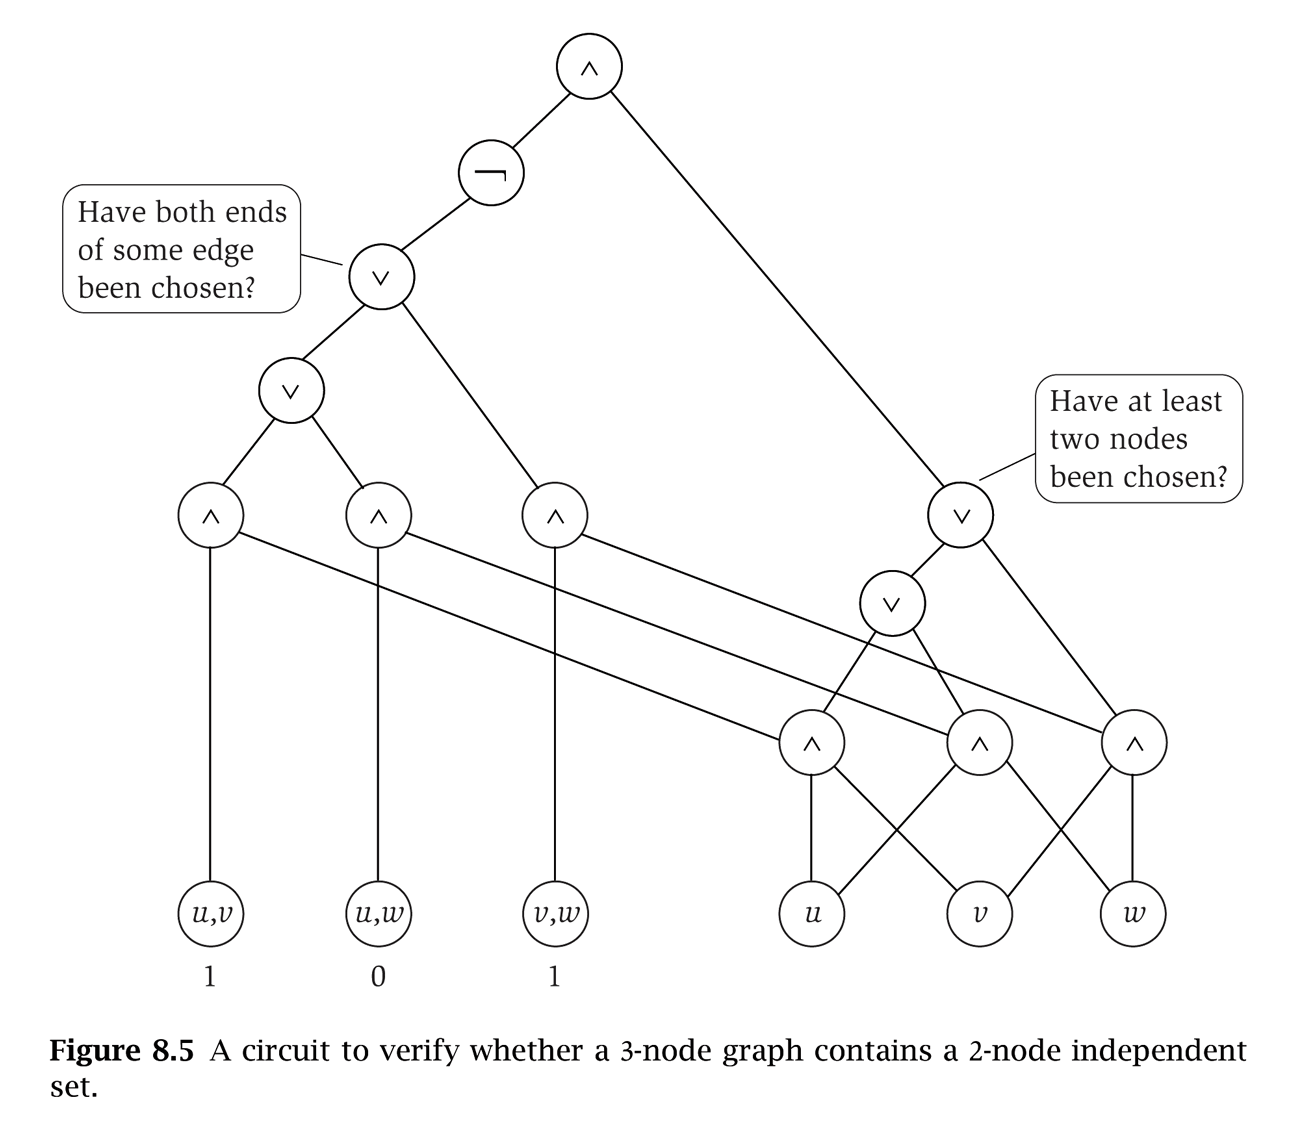 ∧
¬
Have both ends
of some edge
been chosen?
∨
∨
Have at least
two nodes
been chosen?
∧ ∧ ∧ ∨
∨
∧ ∧ ∧
u,v u,w v,w u v w
1 0 1
Figure 8.5 A circuit to verify whether a 3-node graph contains a 2-node independent
set.